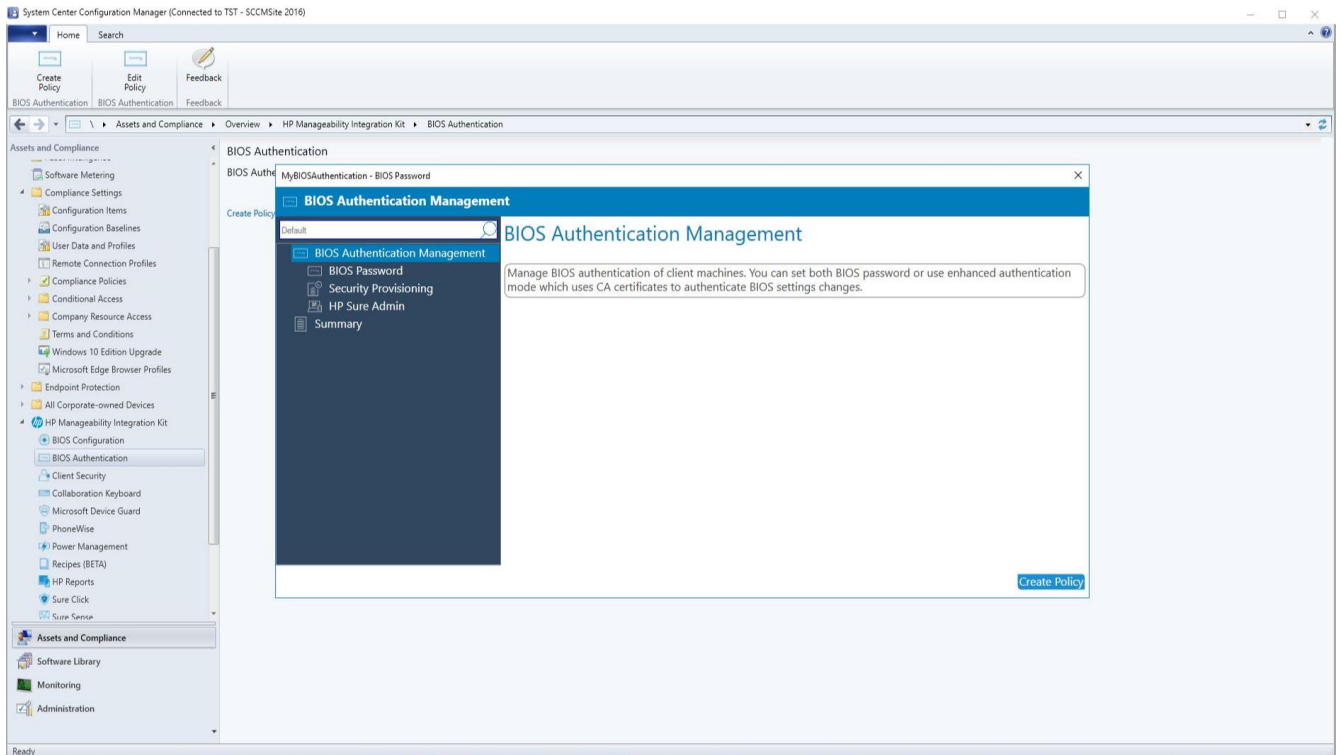 System Center Configuration Manager (Connected to TST - SCCMSite 2016)
Home Search
Create Policy
Edit Policy
Feedback
BIOS Authentication BIOS Authentication Feedback
\ Assets and Compliance Overview HP Manageability Integration Kit BIOS Authentication
Assets and Compliance
Software Metering
Compliance Settings
Configuration Items
Configuration Baselines
User Data and Profiles
Remote Connection Profiles
Compliance Policies
Conditional Access
Company Resource Access
Terms and Conditions
Windows 10 Edition Upgrade
Microsoft Edge Browser Profiles
Endpoint Protection
All Corporate-owned Devices
HP Manageability Integration Kit
BIOS Configuration
BIOS Authentication
Client Security
Collaboration Keyboard
Microsoft Device Guard
PhoneWise
Power Management
Recipes (BETA)
HP Reports
Sure Click
Sure Sense
Assets and Compliance
Software Library
Monitoring
Administration
Ready
BIOS Authentication
BIOS Authe
Create Policy
MyBIOSAuthentication - BIOS Password
BIOS Authentication Management
Default
BIOS Authentication Management
BIOS Password
Security Provisioning
HP Sure Admin
Summary
BIOS Authentication Management
Manage BIOS authentication of client machines. You can set both BIOS password or use enhanced authentication
mode which uses CA certificates to authenticate BIOS settings changes.
Create Policy